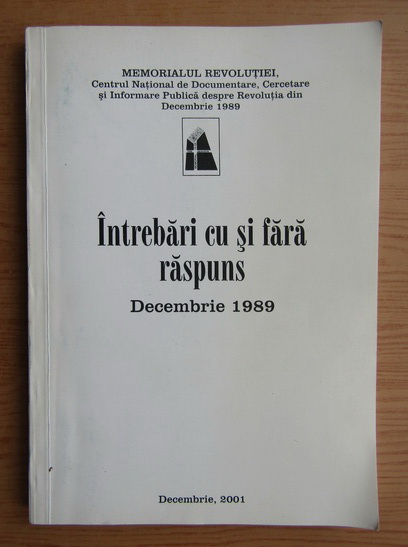 MEMORIALUL REVOLUȚIEI,
Centrul Național de Documentare, Cercetare
și Informare Publică despre Revoluția din
Decembrie 1989
Întrebări cu și fără
răspuns
Decembrie 1989
Decembrie, 2001